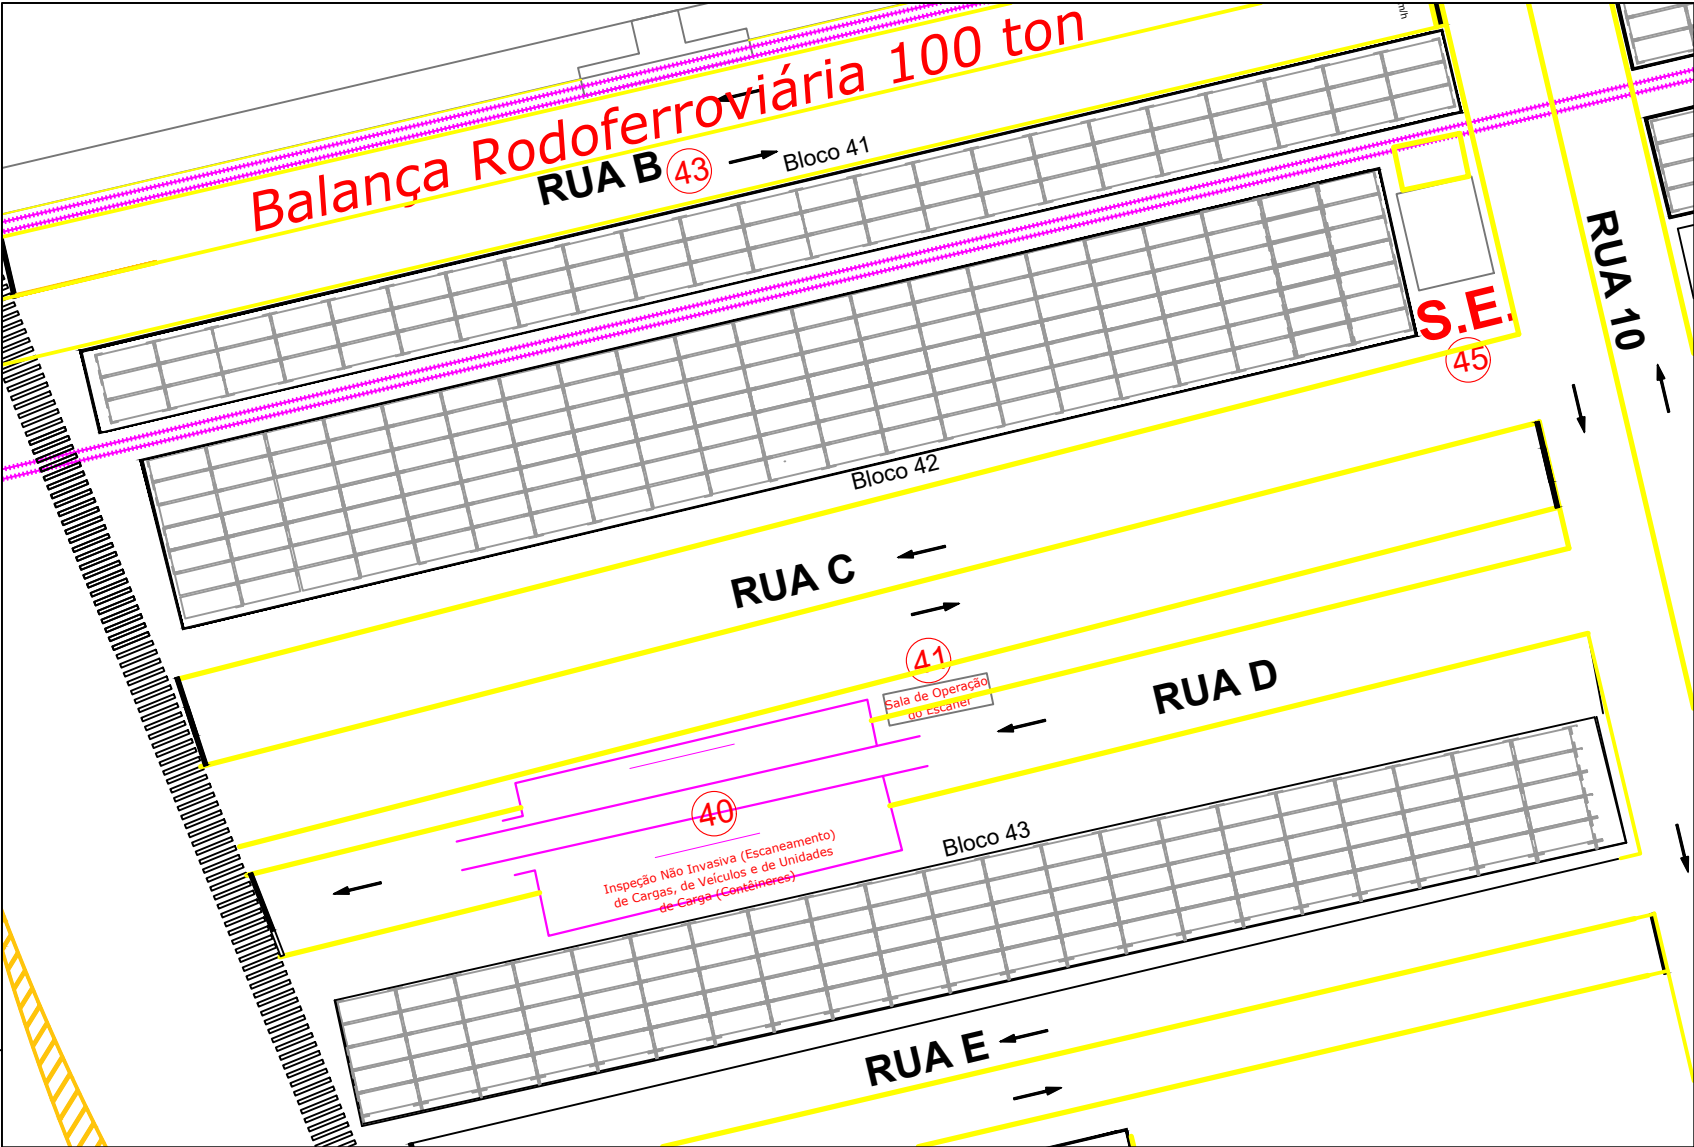 m/h
Balança Rodoferroviária 100 ton
RUA B
43
Bloco 41
RUA 10
S.E.
45
Bloco 42
RUA C
41
Sala de Operação
do Escaner
RUA D
40
Inspeção Não Invasiva (Escaneamento)
de Cargas, de Veículos e de Unidades
de Carga (Contêineres)
Bloco 43
RUA E